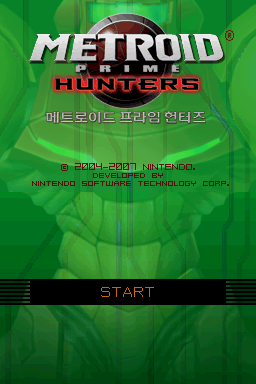 METROID®
PRIME
HUNTERS
메트로이드 프라임 헌터즈
© 2004-2007 NINTENDO.
DEVELOPED BY
NINTENDO SOFTWARE TECHNOLOGY CORP.
START